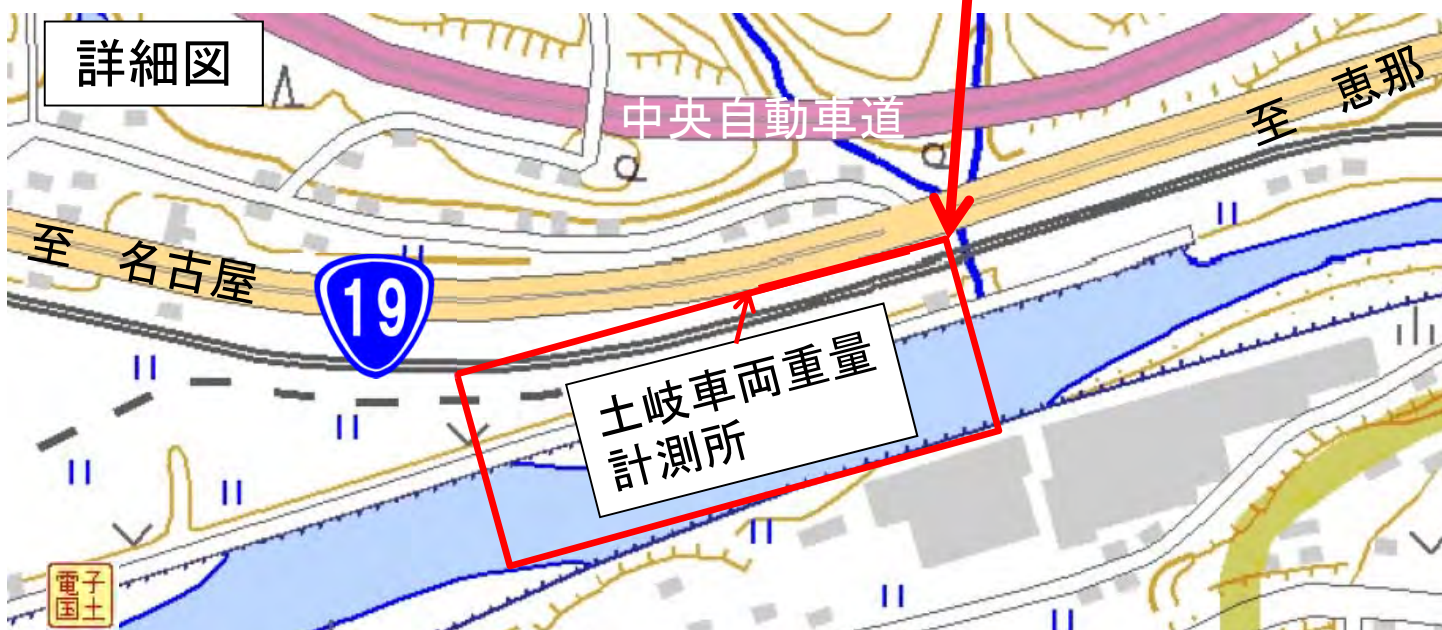 詳細図
中央自動車道
至 恵那
至 名古屋
19
土岐車両重量
計測所
電子
国土